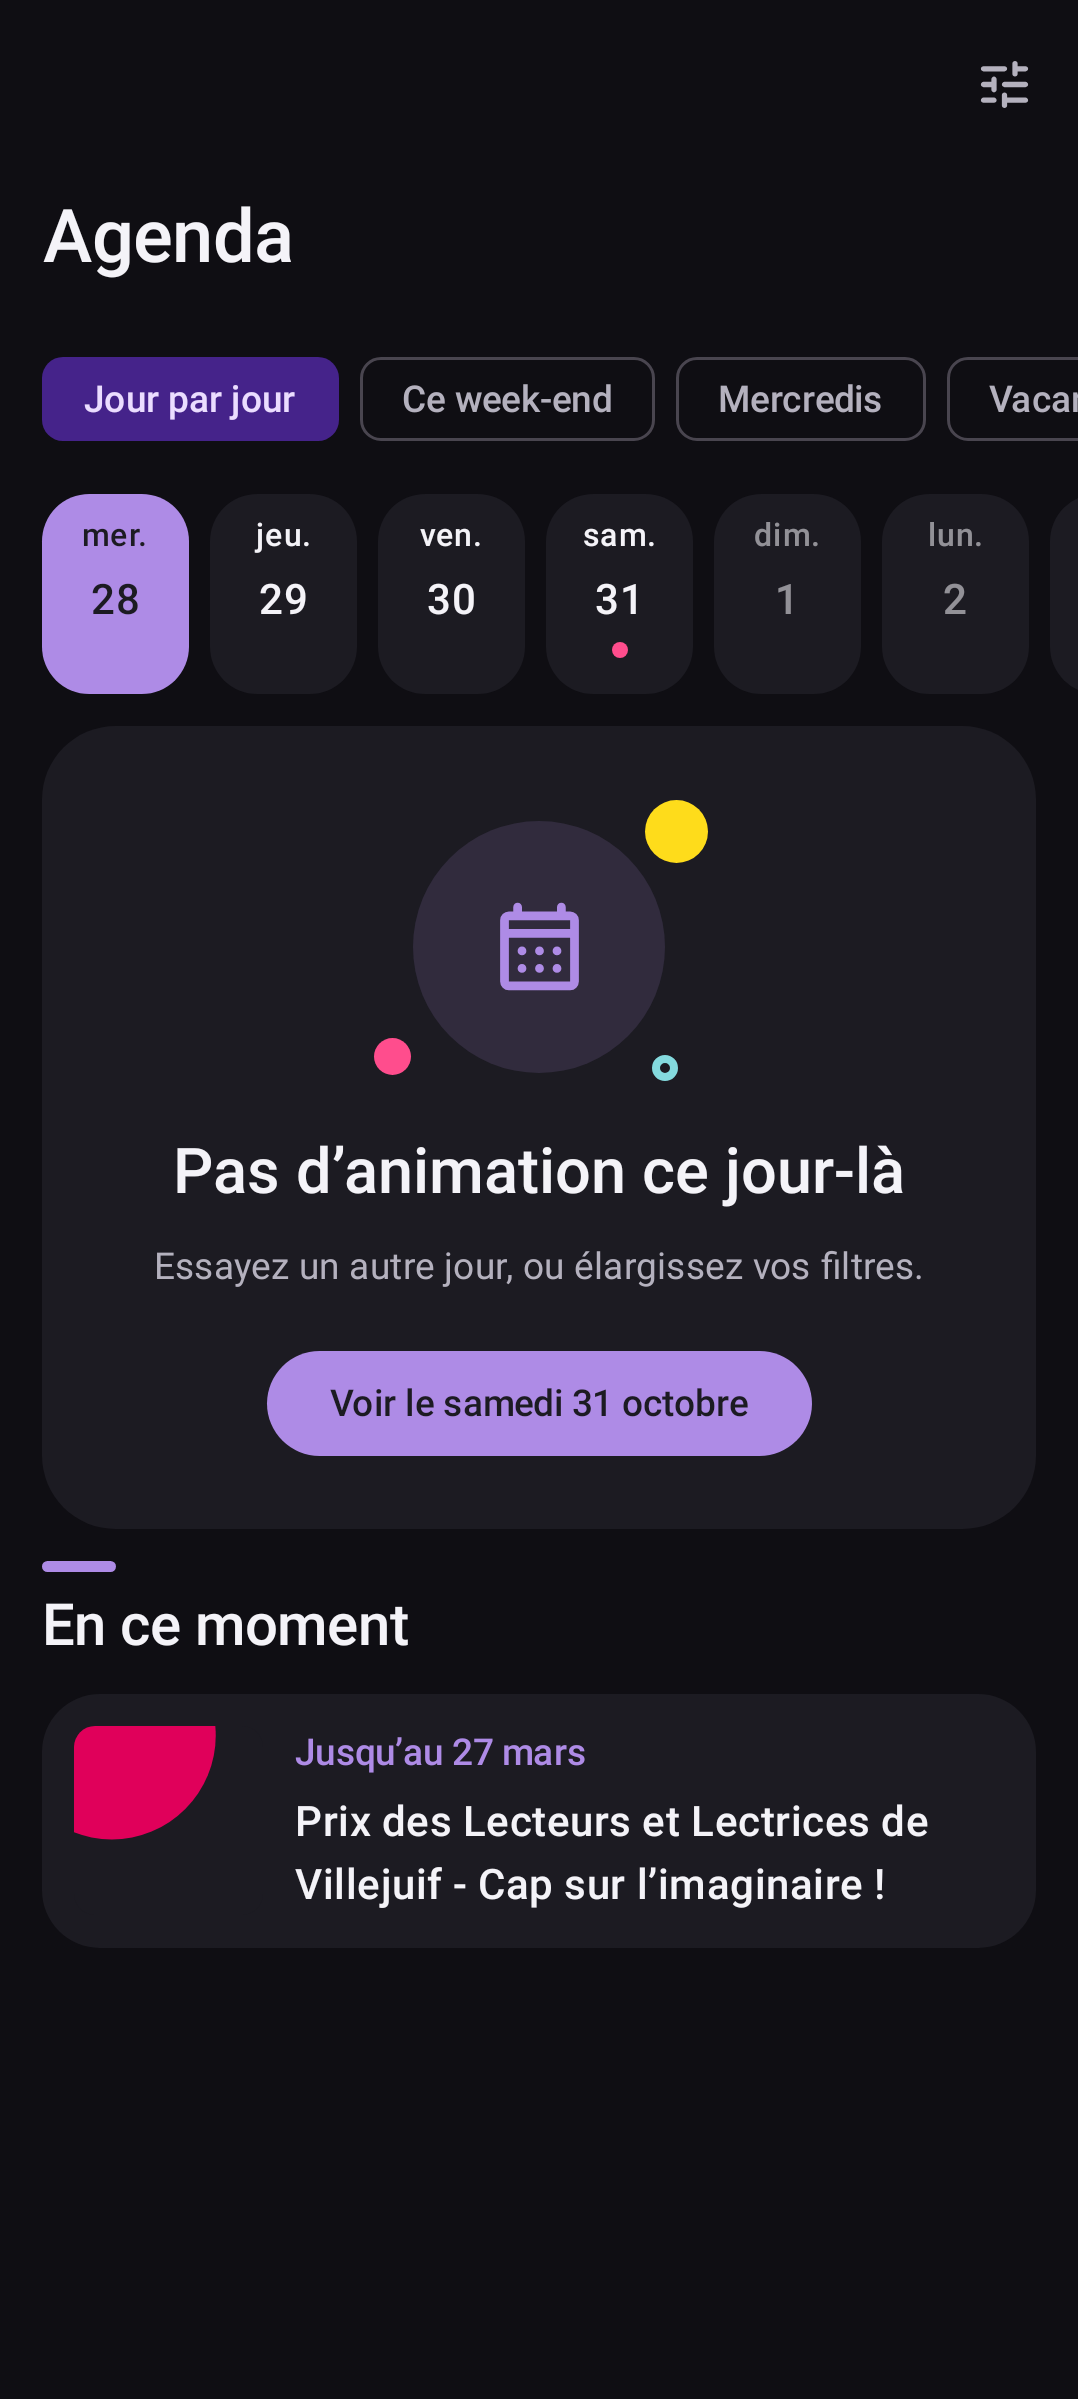 Agenda
Jour par jour
Ce week-end
Mercredis
mer.
jeu.
ven.
sam.
dim.
lun.
28
29
30
31
1
2
Pas d’animation ce jour-là
Essayez un autre jour, ou élargissez vos filtres.
Voir le samedi 31 octobre
En ce moment
Jusqu’au 27 mars
Prix des Lecteurs et Lectrices de
Villejuif - Cap sur l’imaginaire !